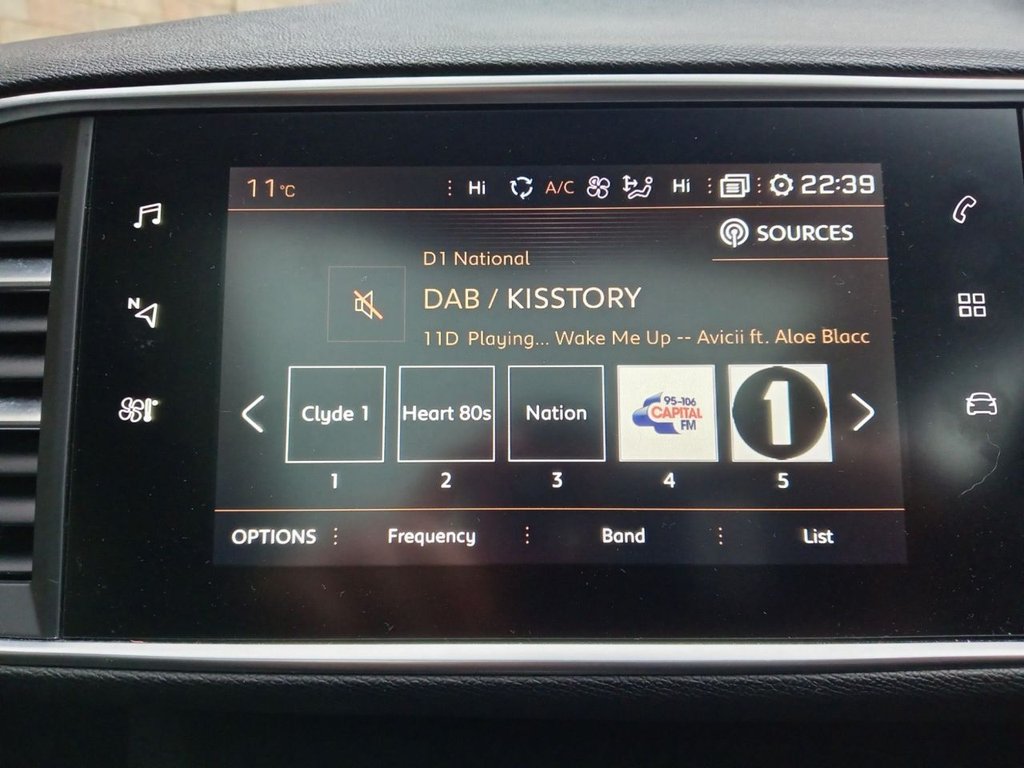 11°C Hi A/C Hi 22:39
N
SOURCES
D1 National
DAB / KISSTORY
11D Playing... Wake Me Up -- Avicii ft. Aloe Blacc
Clyde 1
Heart 80s
Nation
95-106
CAPITAL
FM
1
1 2 3 4 5
OPTIONS Frequency Band List